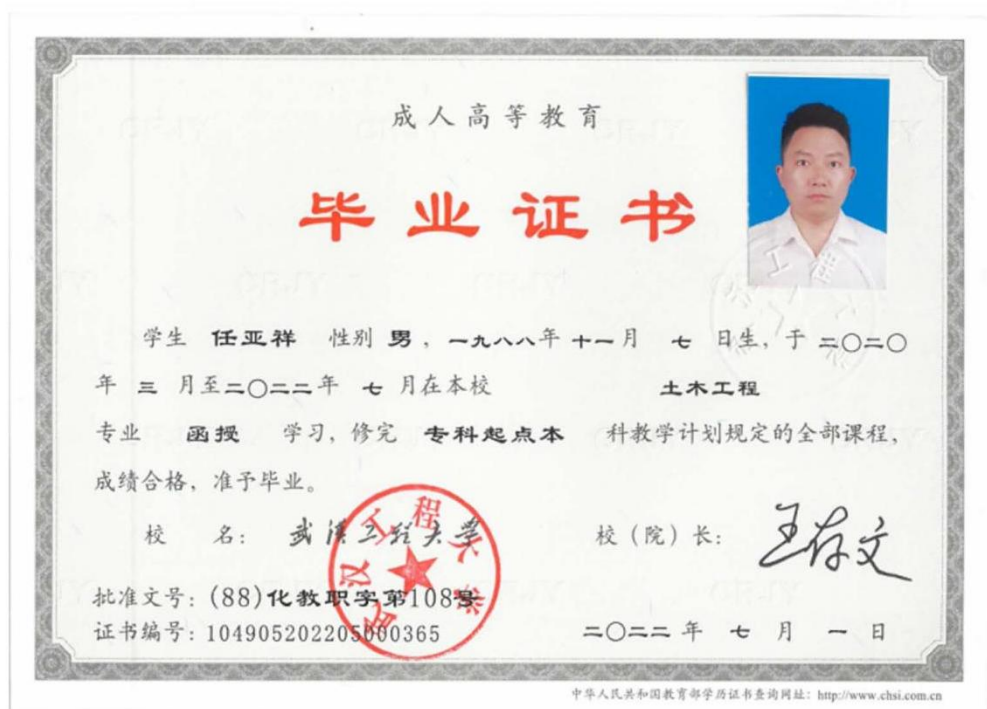 成人高等教育
毕业证书
学生 任亚祥 性别 男 ，一九八八年 十一月 七 日生，于 二〇二〇
年 三 月至二〇二二年 七 月在本校 土木工程
专业 函授 学习，修完 专科起点本 科教学计划规定的全部课程，
成绩合格，准予毕业。
校 名： 武汉工程大学 校（院）长： 王存文
武汉工程大学
批准文号：(88)化教职字第108号
证书编号：104905202205000365 二〇二二 年 七 月 一 日
中华人民共和国教育部学历证书查询网址：http://www.chsi.com.cn